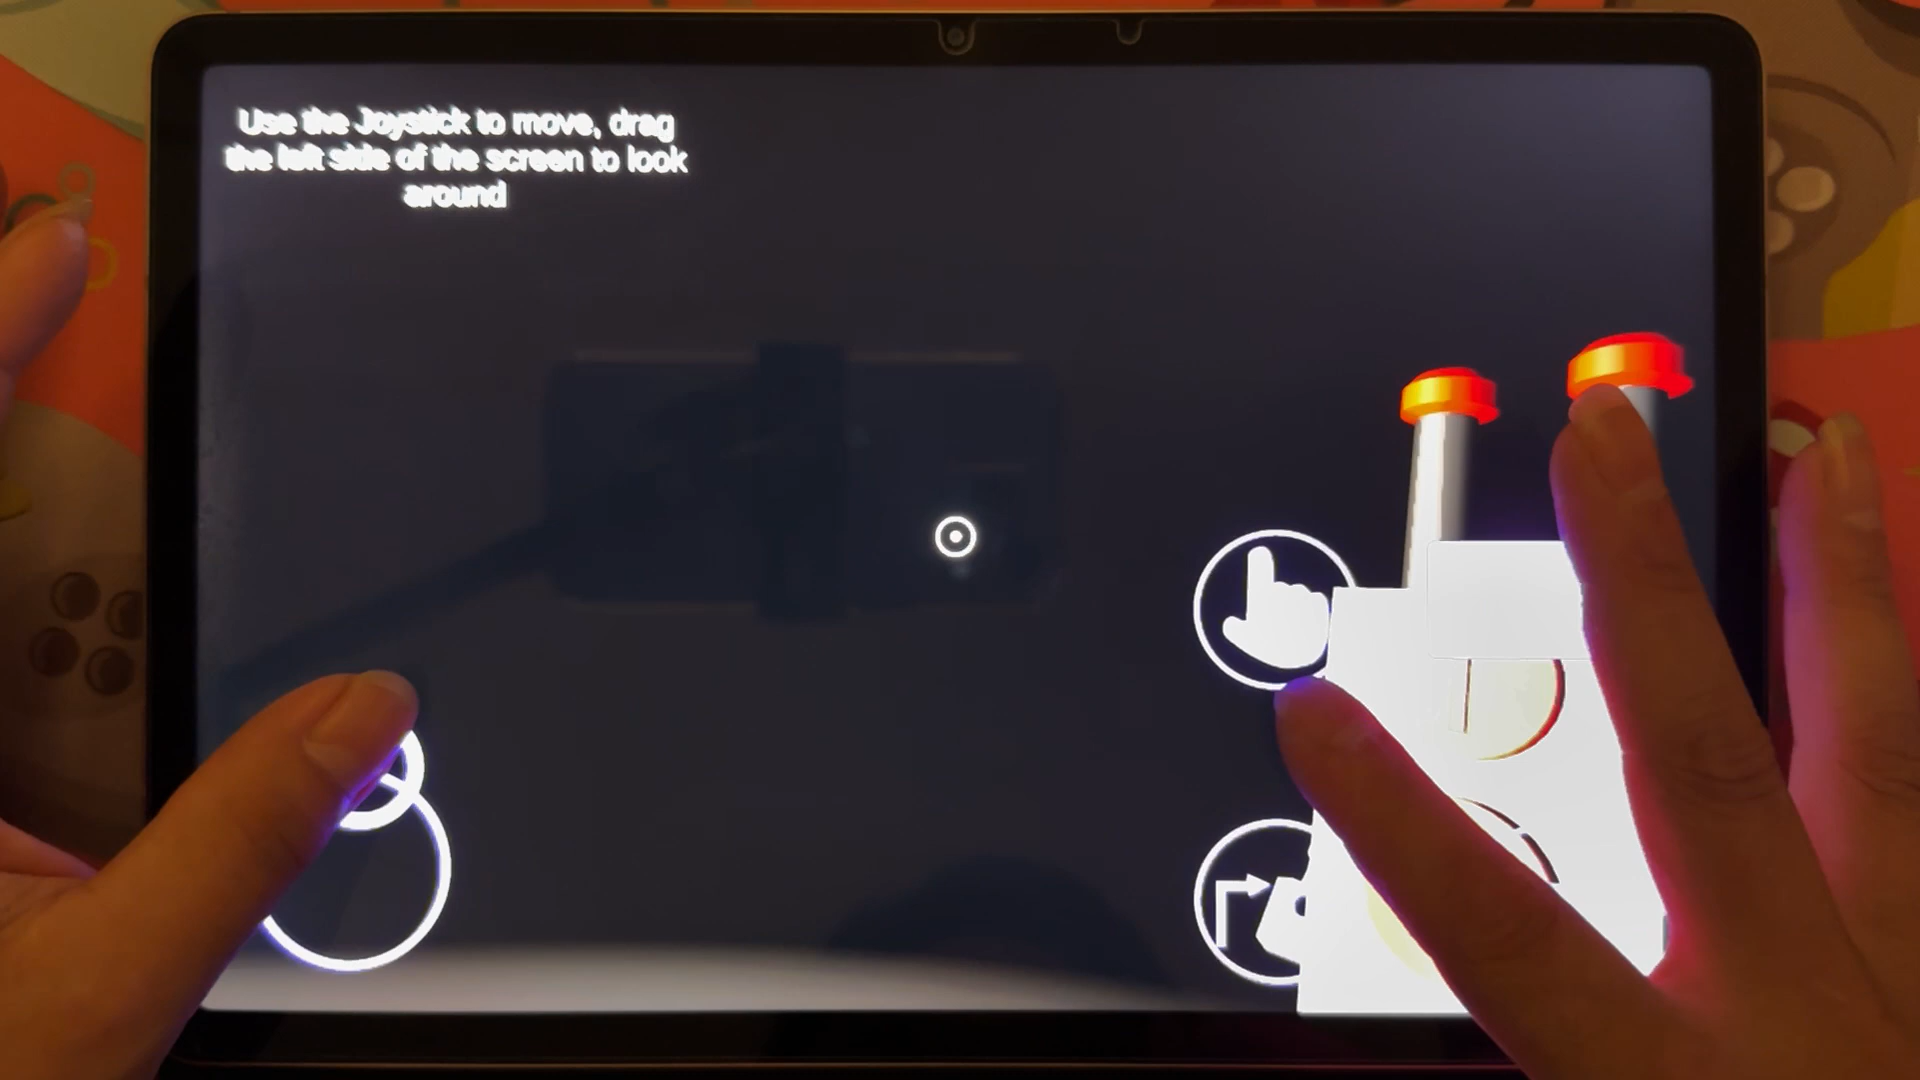 Use the Joystick to move, drag
the left side of the screen to look
around